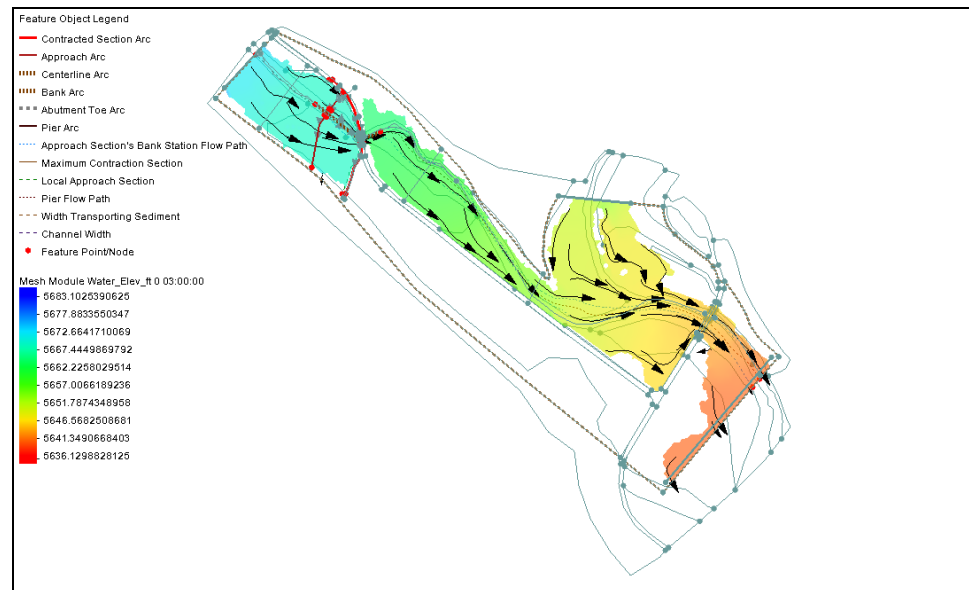 Feature Object Legend
Contracted Section Arc
Approach Arc
Centerline Arc
Bank Arc
Abutment Toe Arc
Pier Arc
Approach Section's Bank Station Flow Path
Maximum Contraction Section
Local Approach Section
Pier Flow Path
Width Transporting Sediment
Channel Width
Feature Point/Node
Mesh Module Water_Elev_ft 0 03:00:00
5683.1025390625
5677.8833550347
5672.6641710069
5667.4449869792
5662.2258029514
5657.0066189236
5651.7874348958
5646.5682508681
5641.3490668403
5636.1298828125